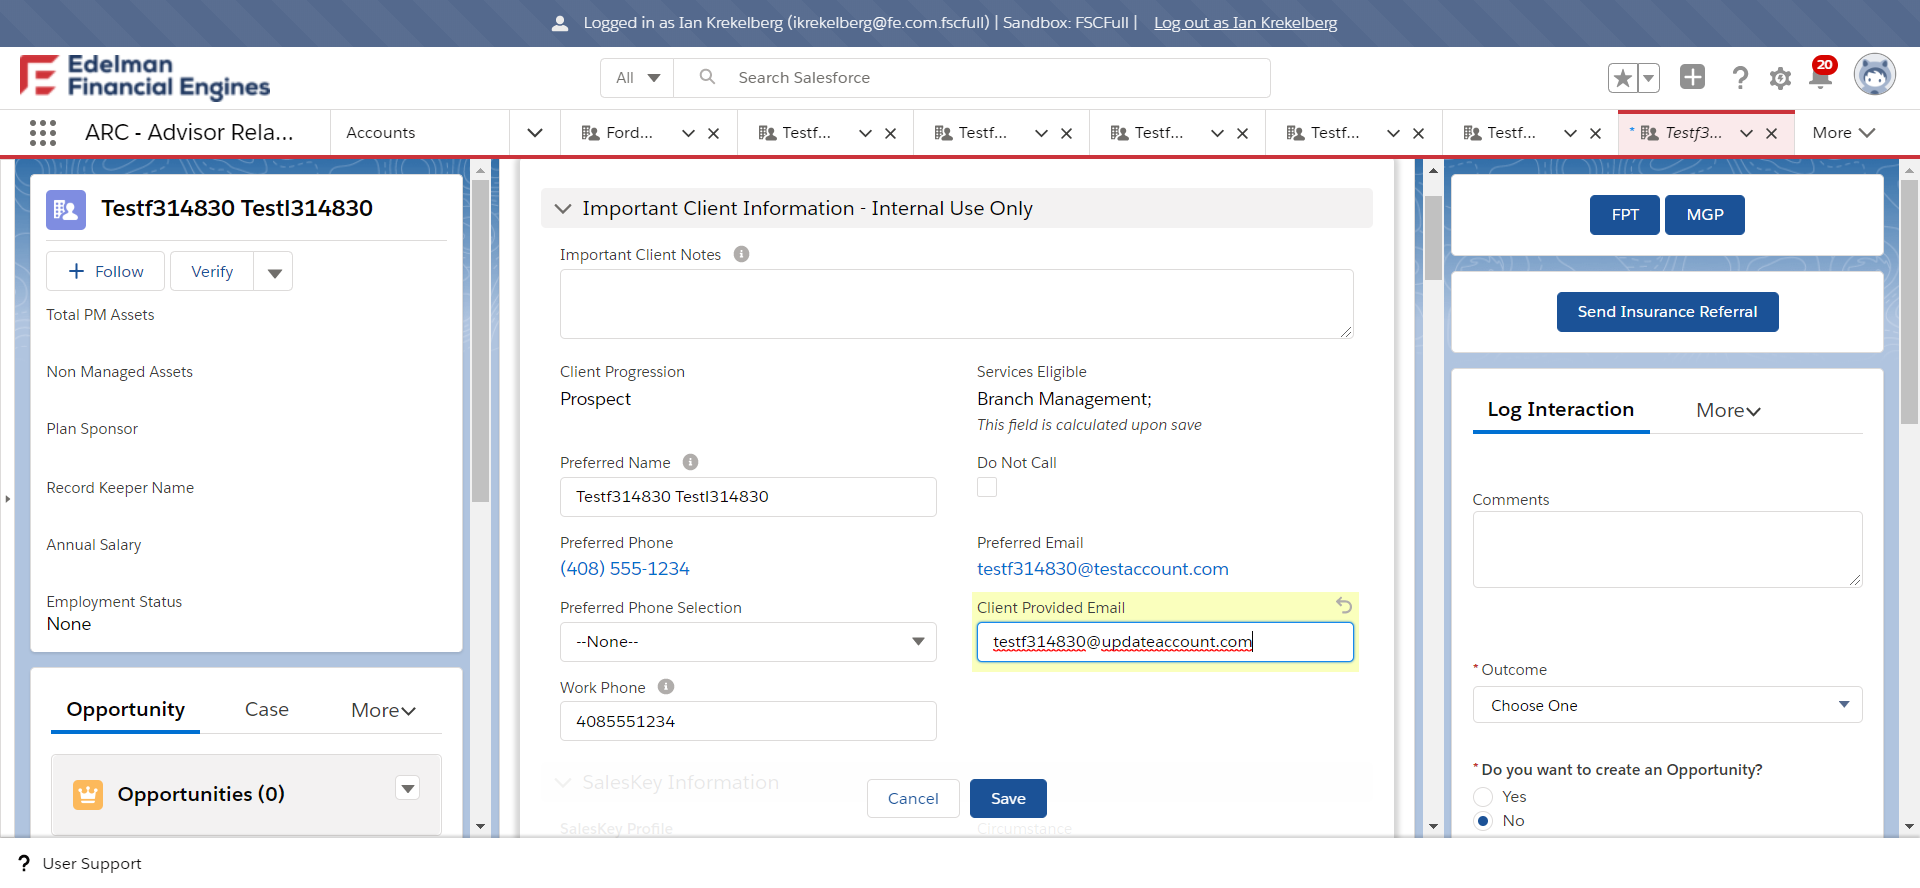 Logged in as Ian Krekelberg (ikrekelberg@fe.com.fscfull) | Sandbox: FSCFull | Log out as Ian Krekelberg
Edelman
Financial Engines
All
Search Salesforce
20
ARC - Advisor Rela...
Accounts
Ford...
Testf...
Testf...
Testf...
Testf...
Testf...
* Testf3...
More
Testf314830 Testl314830
Follow
Verify
Total PM Assets
Non Managed Assets
Plan Sponsor
Record Keeper Name
Annual Salary
Employment Status
None
Opportunity
Case
More
Opportunities (0)
Important Client Information - Internal Use Only
Important Client Notes
Client Progression
Prospect
Services Eligible
Branch Management;
This field is calculated upon save
Preferred Name
Testf314830 Testl314830
Do Not Call
Preferred Phone
(408) 555-1234
Preferred Email
testf314830@testaccount.com
Preferred Phone Selection
--None--
Client Provided Email
testf314830@updateaccount.com
Work Phone
4085551234
SalesKey Information
Cancel
Save
SalesKey Profile
Circumstance
FPT
MGP
Send Insurance Referral
Log Interaction
More
Comments
* Outcome
Choose One
* Do you want to create an Opportunity?
Yes
No
? User Support